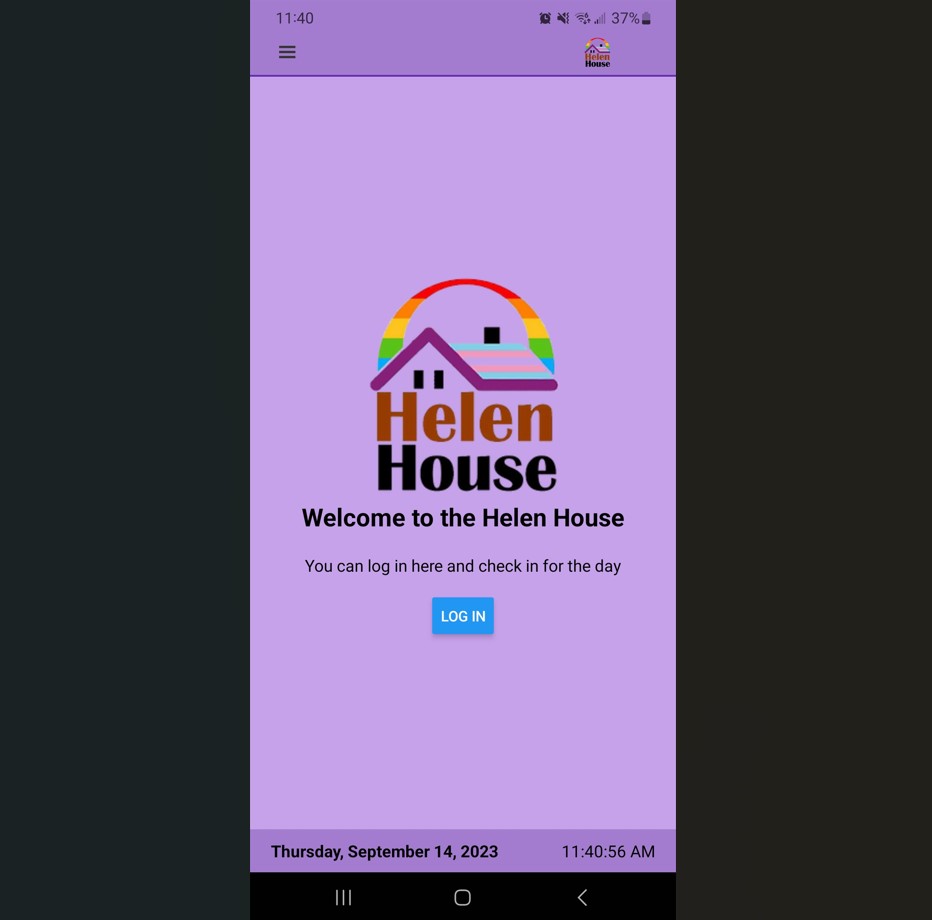 11:40
37%
Helen
House
Helen
House
Welcome to the Helen House
You can log in here and check in for the day
LOG IN
Thursday, September 14, 2023
11:40:56 AM